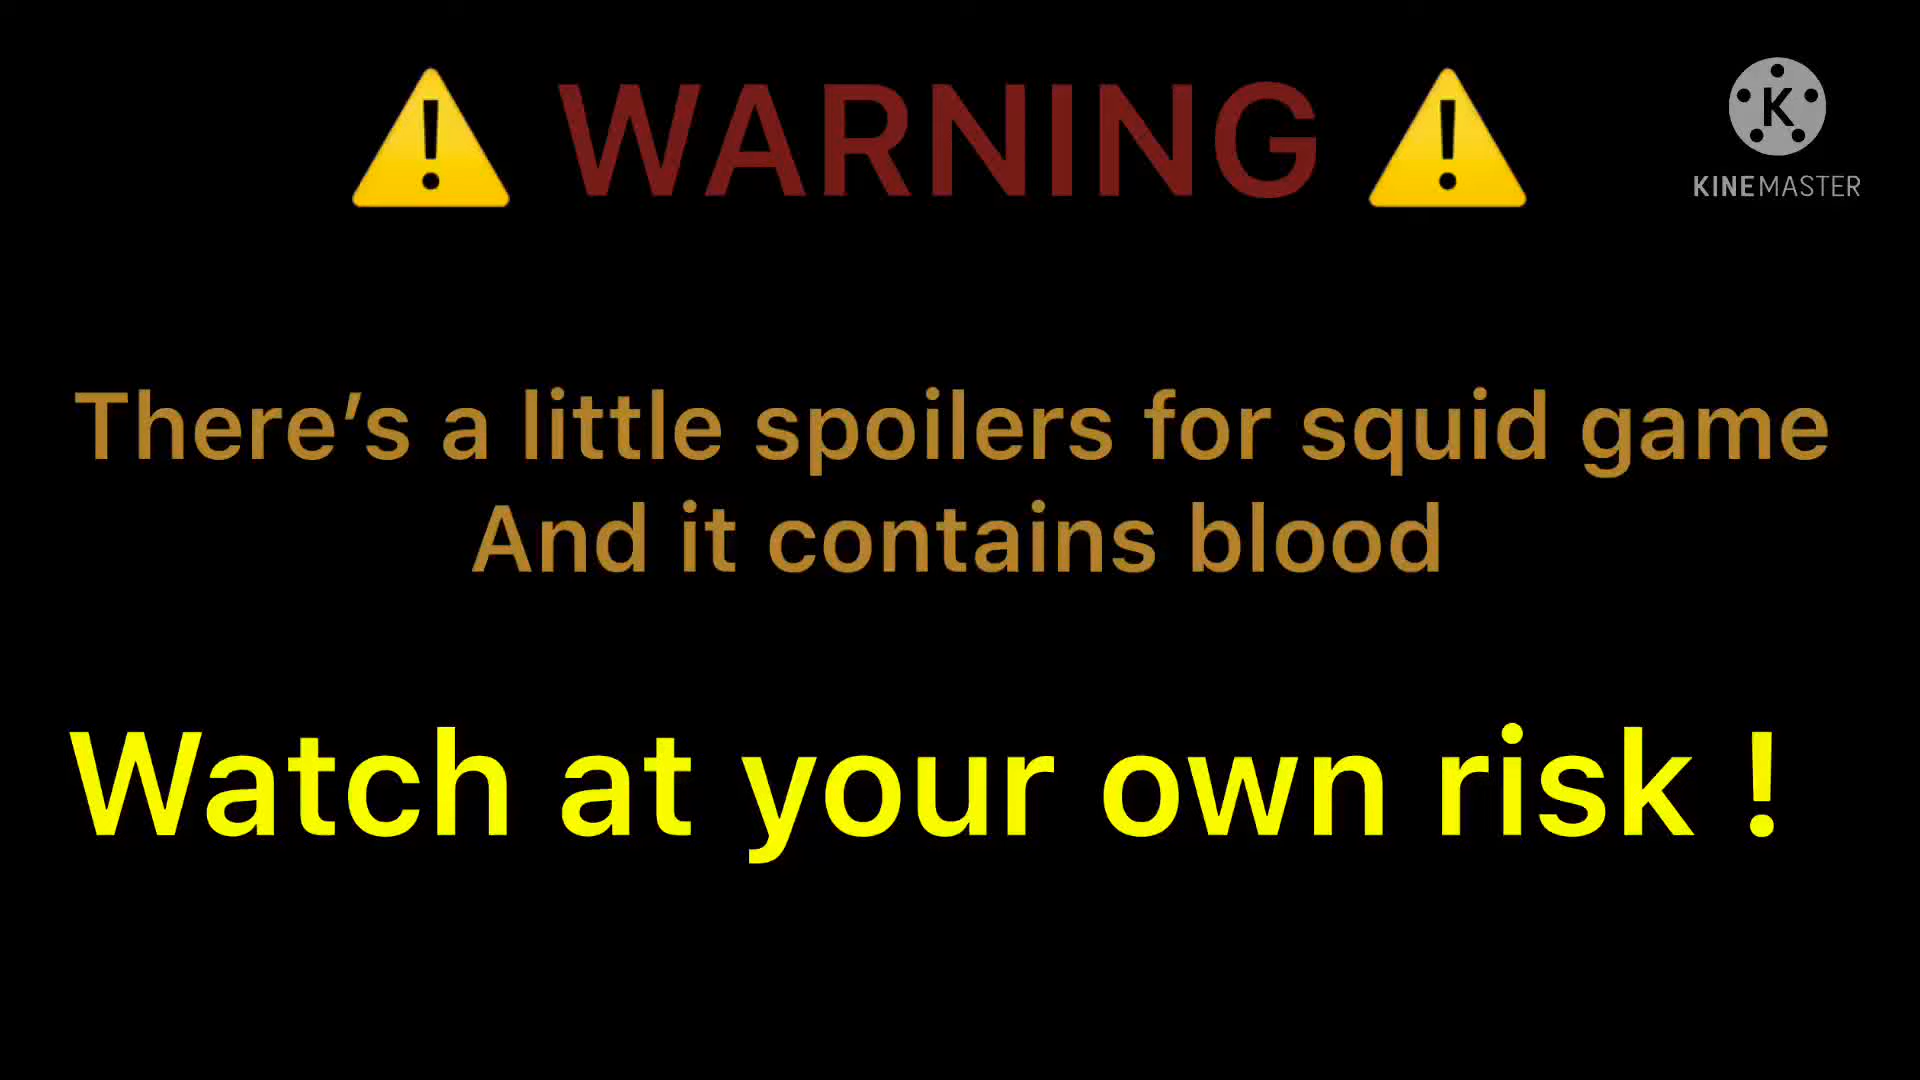 ⚠️ WARNING ⚠️
K
KINEMASTER
There’s a little spoilers for squid game
And it contains blood
Watch at your own risk !